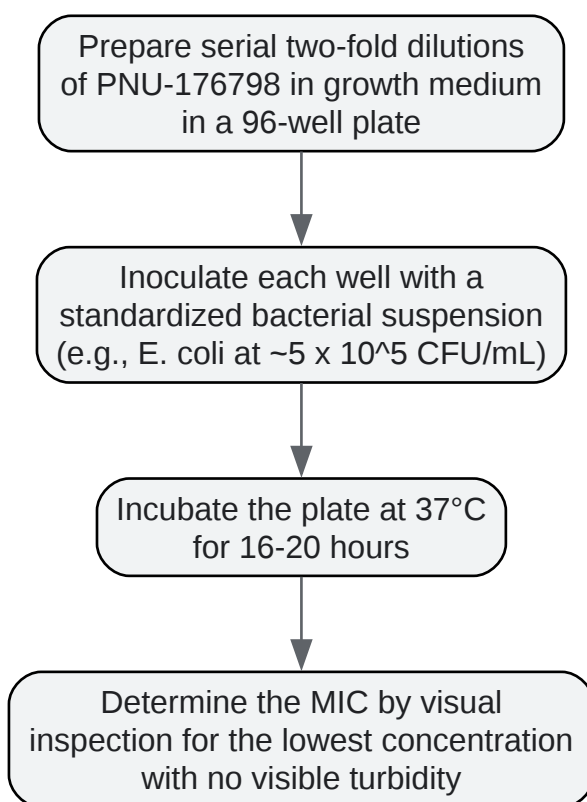 Prepare serial two-fold dilutions
of PNU-176798 in growth medium
in a 96-well plate
Inoculate each well with a
standardized bacterial suspension
(e.g., E. coli at ~5 x 10^5 CFU/mL)
Incubate the plate at 37°C
for 16-20 hours
Determine the MIC by visual
inspection for the lowest concentration
with no visible turbidity